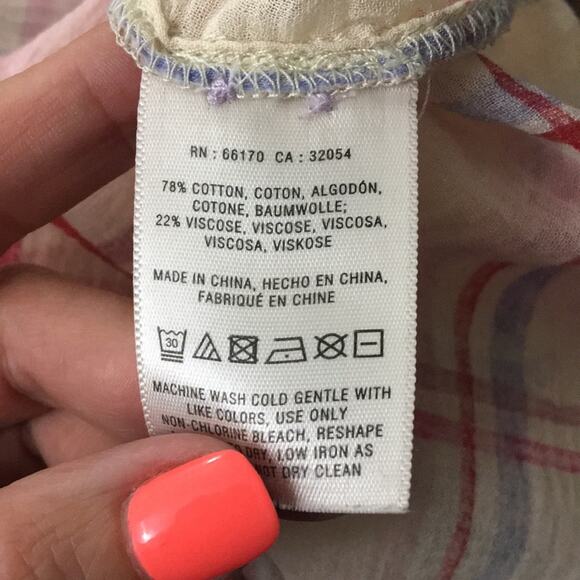 RN : 66170 CA : 32054
78% COTTON, COTON, ALGODÓN,
COTONE, BAUMWOLLE;
22% VISCOSE, VISCOSE, VISCOSA,
VISCOSA, VISKOSE
MADE IN CHINA, HECHO EN CHINA,
FABRIQUÉ EN CHINE
30
MACHINE WASH COLD GENTLE WITH
LIKE COLORS, USE ONLY
NON-CHLORINE BLEACH, RESHAPE
DRY, LOW IRON AS
NOT DRY CLEAN